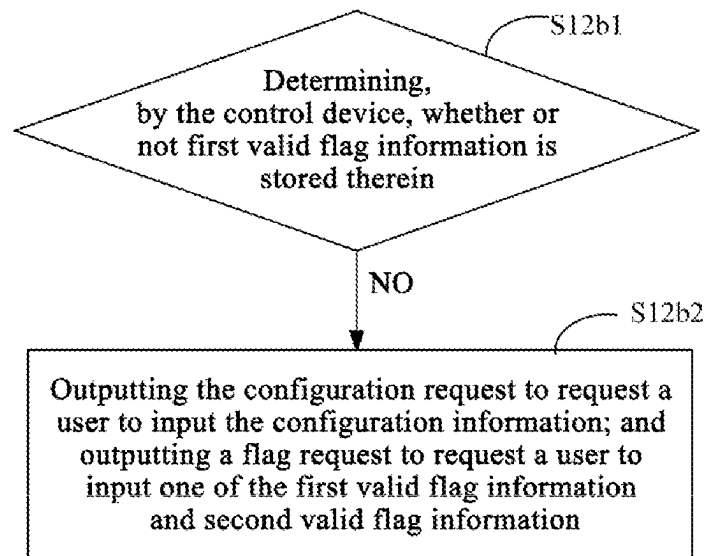 S12b1
Determining,
by the control device, whether or
not first valid flag information is
stored therein
NO
S12b2
Outputting the configuration request to request a
user to input the configuration information; and
outputting a flag request to request a user to
input one of the first valid flag information
and second valid flag information